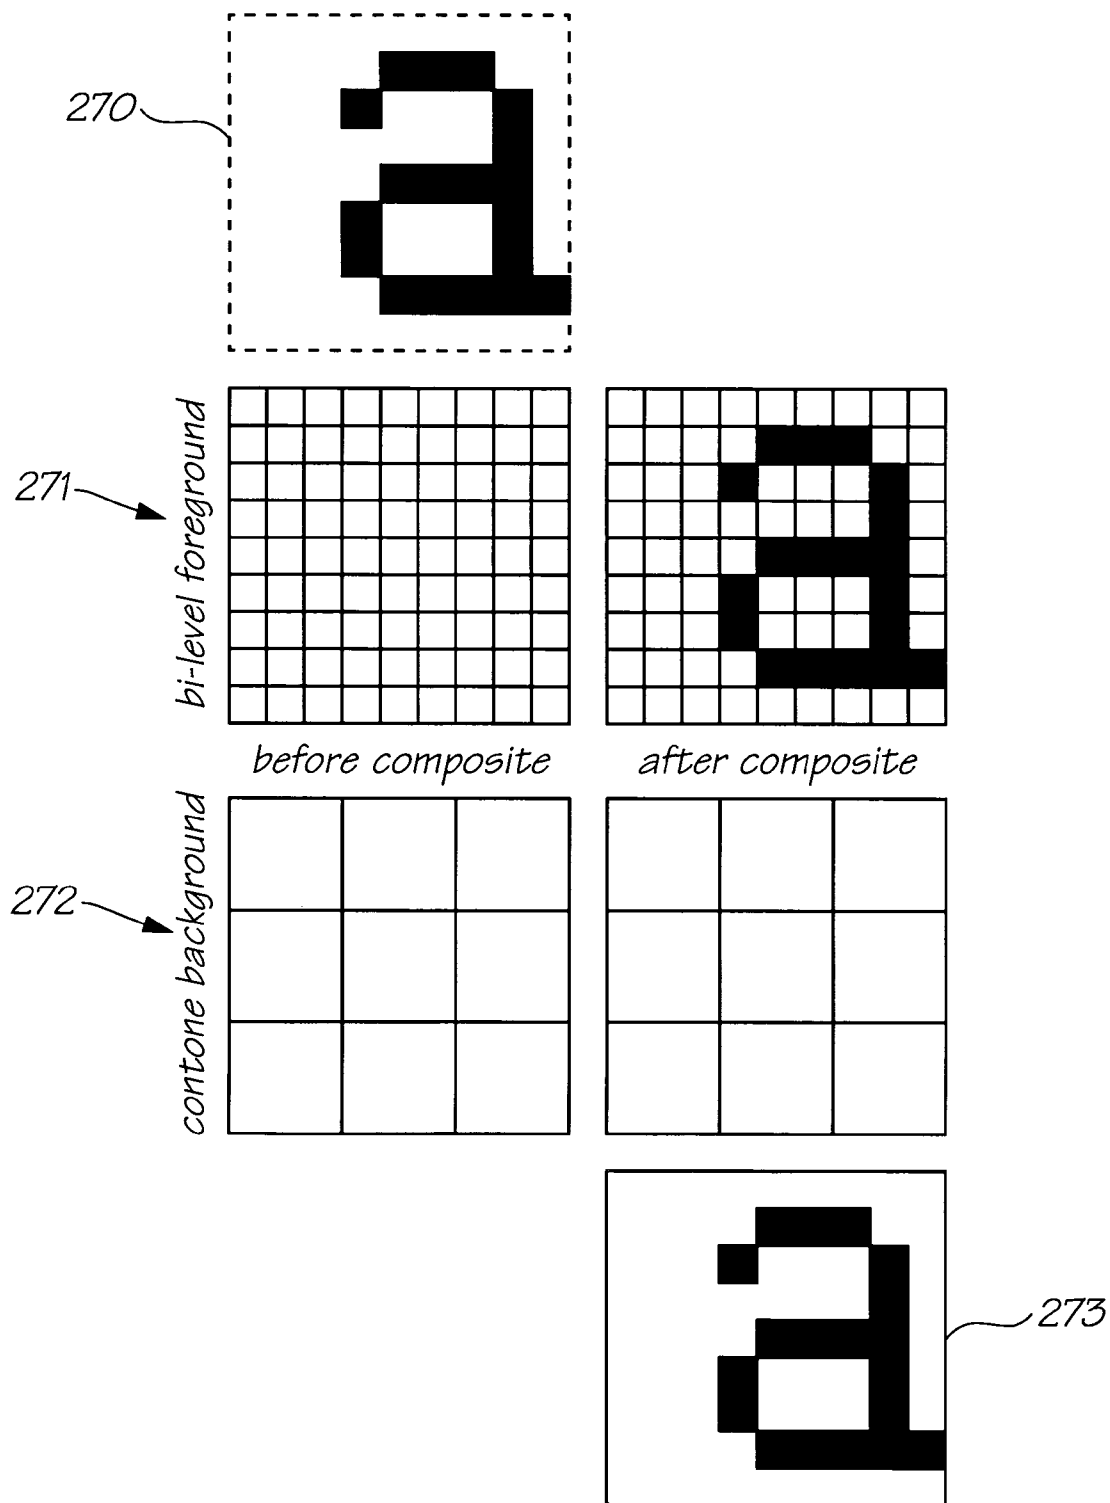 270
a
271
bi-level foreground
a
before composite
after composite
272
contone background
a
273